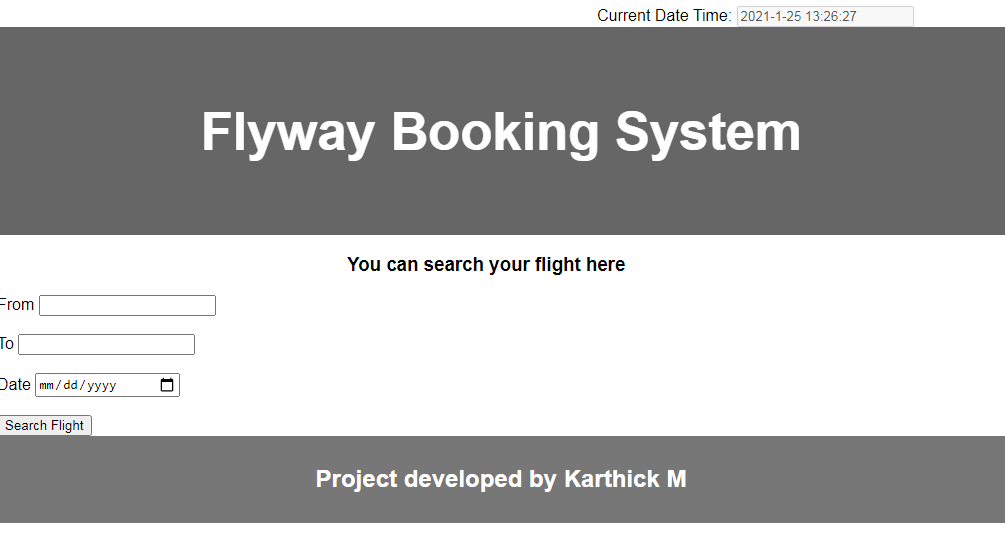 Current Date Time: 2021-1-25 13:26:27
Flyway Booking System
You can search your flight here
From
To
Date mm/dd/yyyy
Search Flight
Project developed by Karthick M